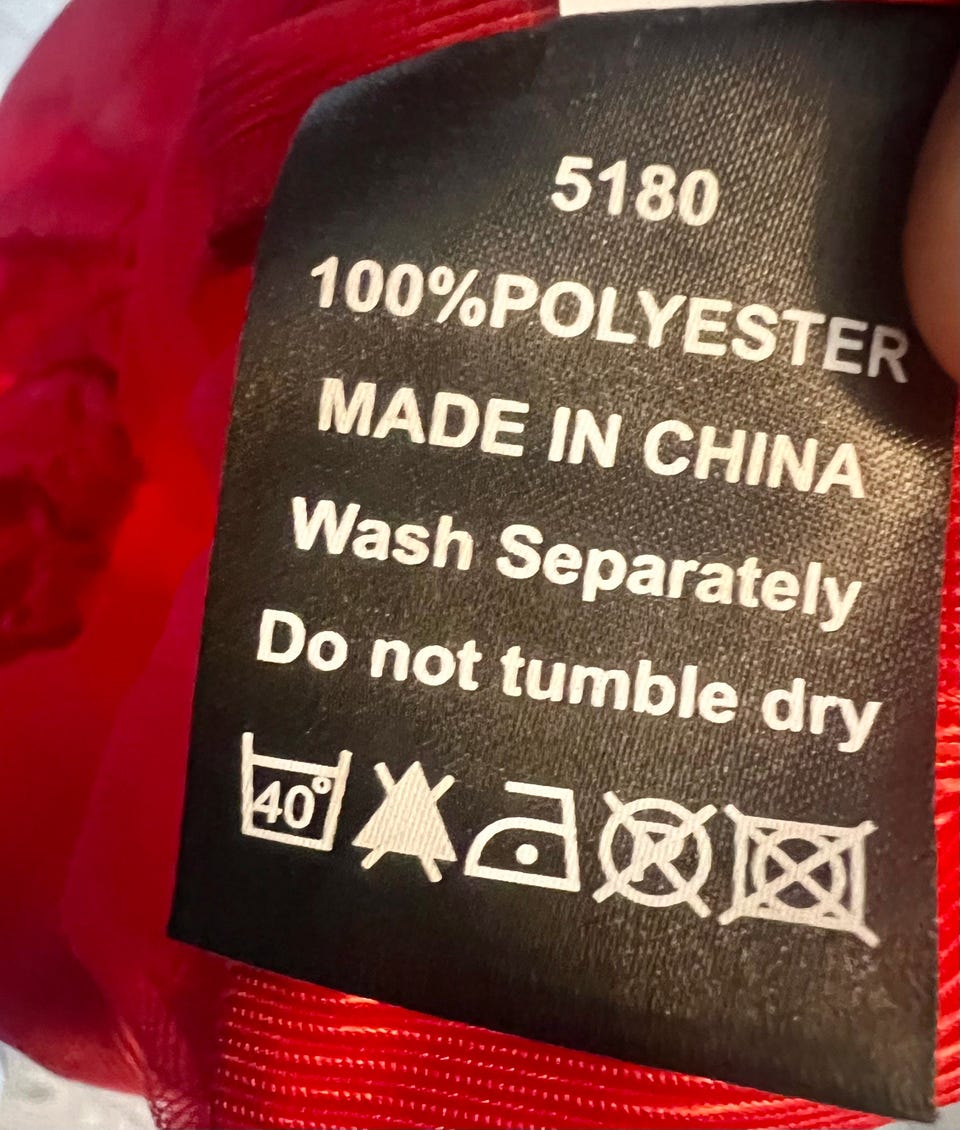 5180
100%POLYESTER
MADE IN CHINA
Wash Separately
Do not tumble dry
40° P